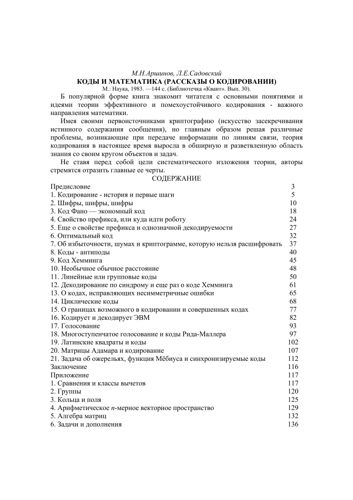 М.Н.Аршинов, Л.Е.Садовский
КОДЫ И МАТЕМАТИКА (РАССКАЗЫ О КОДИРОВАНИИ)
М.: Наука, 1983. —144 с. (Библиотечка «Квант». Вып. 30).
В популярной форме книга знакомит читателя с основными понятиями и
идеями теории эффективного и помехоустойчивого кодирования - важного
направления математики.
Имея своими первоисточниками криптографию (искусство засекречивания
истинного содержания сообщения), но главным образом решая различные
проблемы, возникающие при передаче информации по линиям связи, теория
кодирования в настоящее время выросла в обширную и разветвленную область
знания со своим кругом объектов и задач.
Не ставя перед собой цели систематического изложения теории, авторы
стремятся отразить главные ее черты.
СОДЕРЖАНИЕ
Предисловие 3
1. Кодирование - история и первые шаги 5
2. Шифры, шифры, шифры 10
3. Код Фано — экономный код 18
4. Свойство префикса, или куда идти роботу 24
5. Еще о свойстве префикса и однозначной декодируемости 27
6. Оптимальный код 32
7. Об избыточности, шумах и криптограмме, которую нельзя расшифровать 37
8. Коды - антиподы 40
9. Код Хемминга 45
10. Необычное обычное расстояние 48
11. Линейные или групповые коды 50
12. Декодирование по синдрому и еще раз о коде Хемминга 61
13. О кодах, исправляющих несимметричные ошибки 65
14. Циклические коды 68
15. О границах возможного в кодировании и совершенных кодах 77
16. Кодирует и декодирует ЭВМ 82
17. Голосование 93
18. Многоступенчатое голосование и коды Рида-Маллера 97
19. Латинские квадраты и коды 102
20. Матрицы Адамара и кодирование 107
21. Задача об ожерельях, функция Мёбиуса и синхронизируемые коды 112
Заключение 116
Приложение 117
1. Сравнения и классы вычетов 117
2. Группы 120
3. Кольца и поля 125
4. Арифметическое n-мерное векторное пространство 129
5. Алгебра матриц 132
6. Задачи и дополнения 136